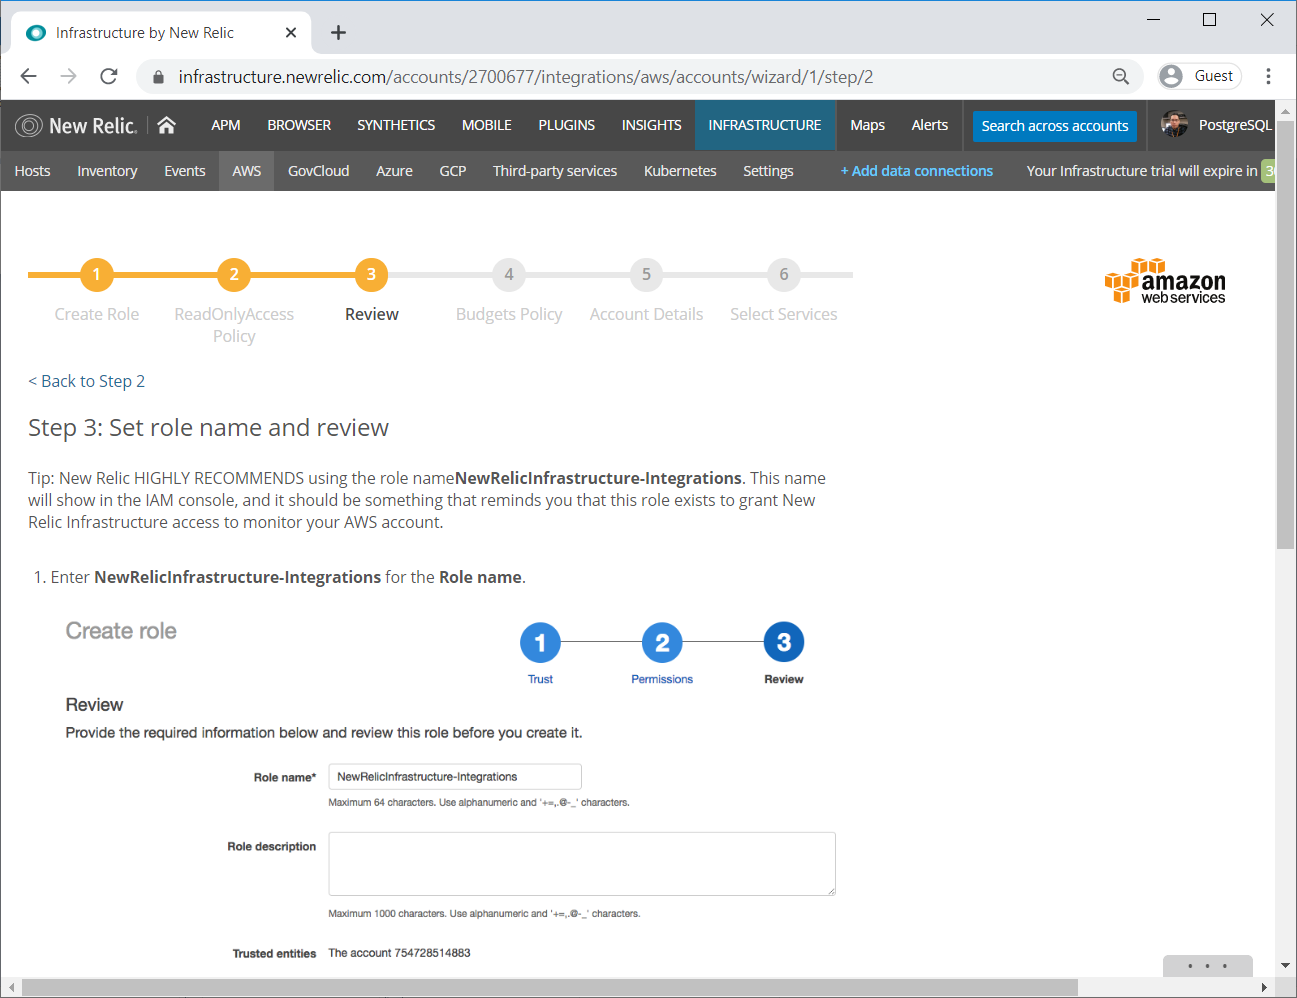 Infrastructure by New Relic
infrastructure.newrelic.com/accounts/2700677/integrations/aws/accounts/wizard/1/step/2
Guest
New Relic.
APM BROWSER SYNTHETICS MOBILE PLUGINS INSIGHTS INFRASTRUCTURE Maps Alerts Search across accounts PostgreSQL
Hosts Inventory Events AWS GovCloud Azure GCP Third-party services Kubernetes Settings + Add data connections Your Infrastructure trial will expire in
1 2 3 4 5 6
Create Role ReadOnlyAccess Policy Review Budgets Policy Account Details Select Services
amazon
webservices
< Back to Step 2
Step 3: Set role name and review
Tip: New Relic HIGHLY RECOMMENDS using the role nameNewRelicInfrastructure-Integrations. This name
will show in the IAM console, and it should be something that reminds you that this role exists to grant New
Relic Infrastructure access to monitor your AWS account.
1. Enter NewRelicInfrastructure-Integrations for the Role name.
Create role
1 2 3
Trust Permissions Review
Review
Provide the required information below and review this role before you create it.
Role name* NewRelicInfrastructure-Integrations
Maximum 64 characters. Use alphanumeric and '+=,.@-_' characters.
Role description
Maximum 1000 characters. Use alphanumeric and '+=,.@-_' characters.
Trusted entities The account 754728514883